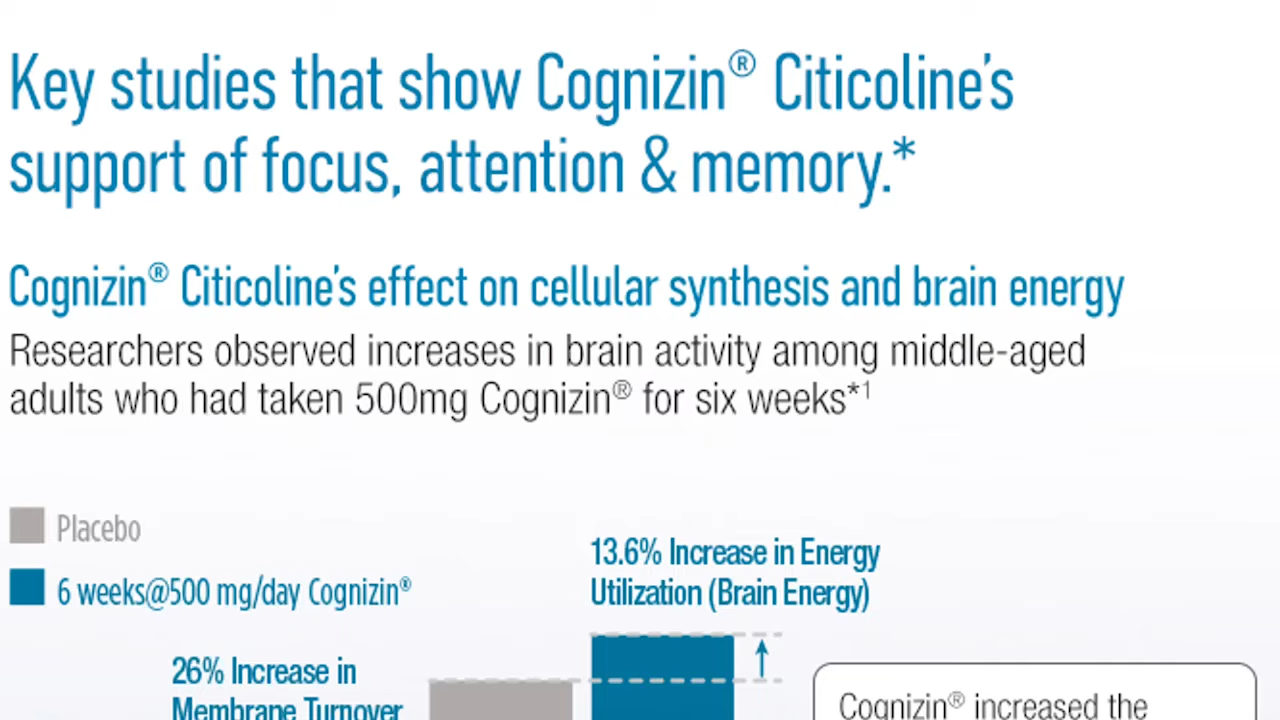 Key studies that show Cognizin® Citicoline's
support of focus, attention & memory.*
Cognizin® Citicoline's effect on cellular synthesis and brain energy
Researchers observed increases in brain activity among middle-aged
adults who had taken 500mg Cognizin® for six weeks*¹
Placebo
6 weeks@500 mg/day Cognizin®
13.6% Increase in Energy
Utilization (Brain Energy)
26% Increase in
Membrane Turnover
Cognizin® increased the